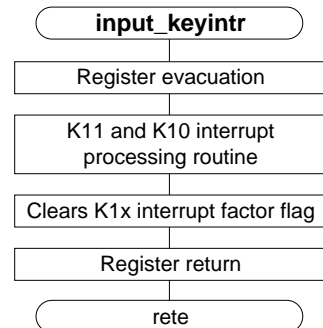 input_keyintr
Register evacuation
K11 and K10 interrupt
processing routine
Clears K1x interrupt factor flag
Register return
rete